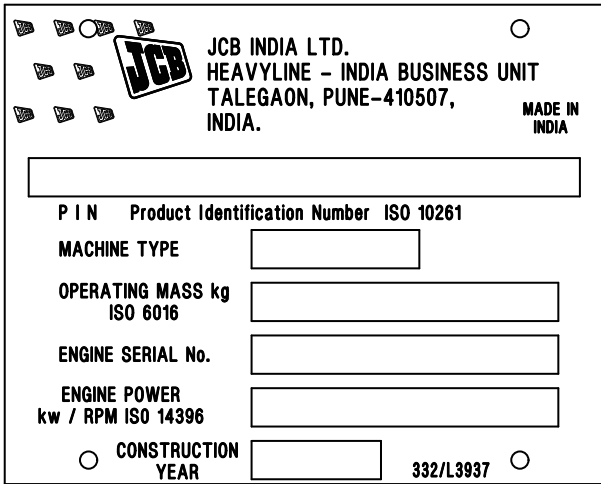 JCB
JCB INDIA LTD.
HEAVYLINE - INDIA BUSINESS UNIT
TALEGAON, PUNE-410507,
INDIA.
MADE IN
INDIA
P I N Product Identification Number ISO 10261
MACHINE TYPE
OPERATING MASS kg
ISO 6016
ENGINE SERIAL No.
ENGINE POWER
kw / RPM ISO 14396
CONSTRUCTION
YEAR
332/L3937